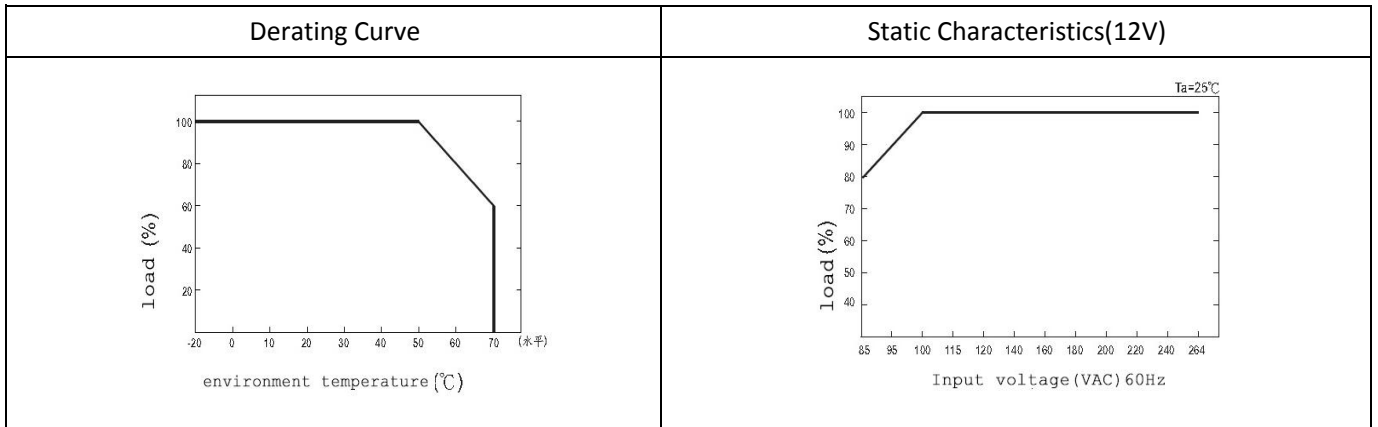 Derating Curve
Static Characteristics(12V)
100
80
60
40
20
load (%)
-20 0 10 20 30 40 50 60 70 (水平)
environment temperature(℃)
Ta=25℃
100
90
80
70
60
50
40
load(%)
85 95 100 115 120 140 160 180 200 220 240 264
Input voltage(VAC)60Hz